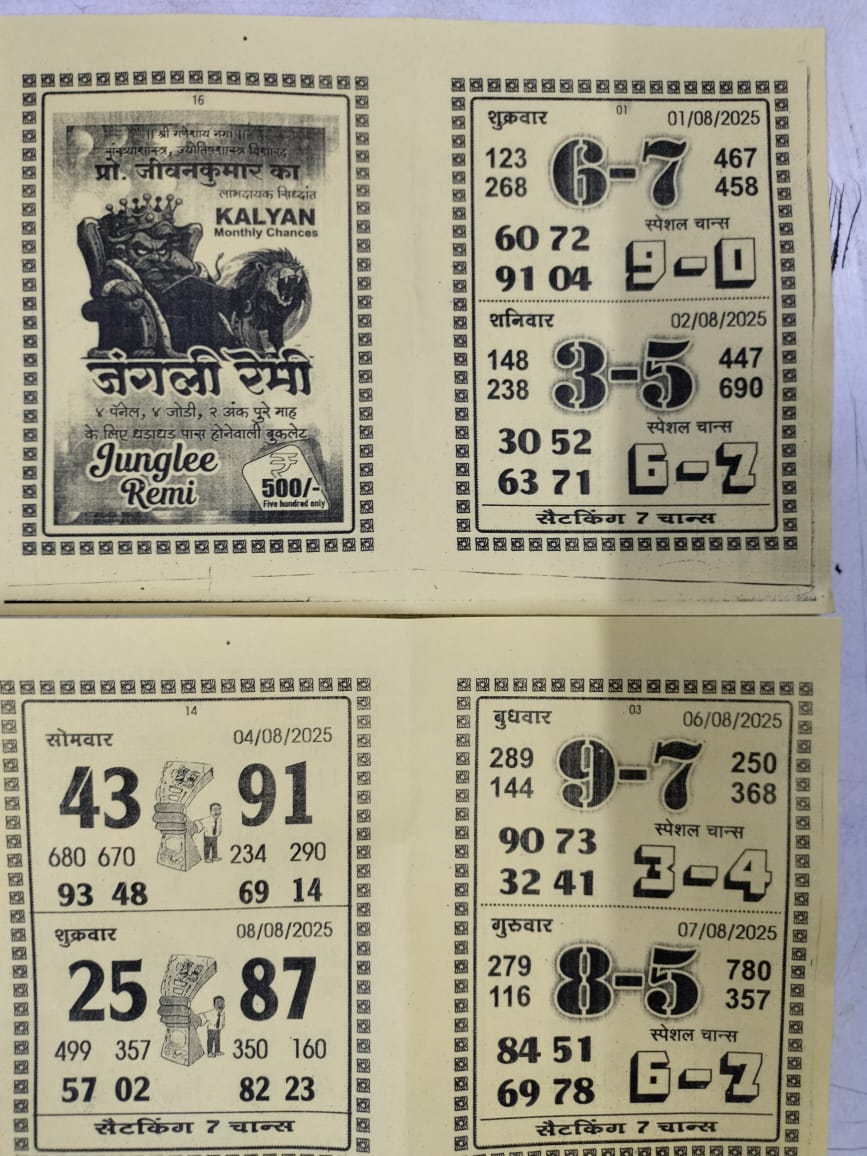 16
॥ श्री गणेशाय नमः ॥
संख्याशास्त्र, ज्योतिषशास्त्र विशारद
प्रो. जीवनकुमार का
लाभदायक सिध्दांत
KALYAN
Monthly Chances
जंगली रेमी
४ पॅनेल, ४ जोडी, २ अंक पुरे माह
के लिए धडाधड पास होनेवाली बुकलेट
Junglee
Remi
500/-
Five hundred only
01
शुक्रवार 01/08/2025
123 6-7 467
268 458
60 72 स्पेशल चान्स
91 04 9-0
शनिवार 02/08/2025
148 3-5 447
238 690
30 52 स्पेशल चान्स
63 71 6-7
सैटकिंग 7 चान्स
14
सोमवार 04/08/2025
43 91
680 670 234 290
93 48 69 14
शुक्रवार 08/08/2025
25 87
499 357 350 160
57 02 82 23
सैटकिंग 7 चान्स
03
बुधवार 06/08/2025
289 9-7 250
144 368
90 73 स्पेशल चान्स
32 41 3-4
गुरुवार 07/08/2025
279 8-5 780
116 357
84 51 स्पेशल चान्स
69 78 6-7
सैटकिंग 7 चान्स